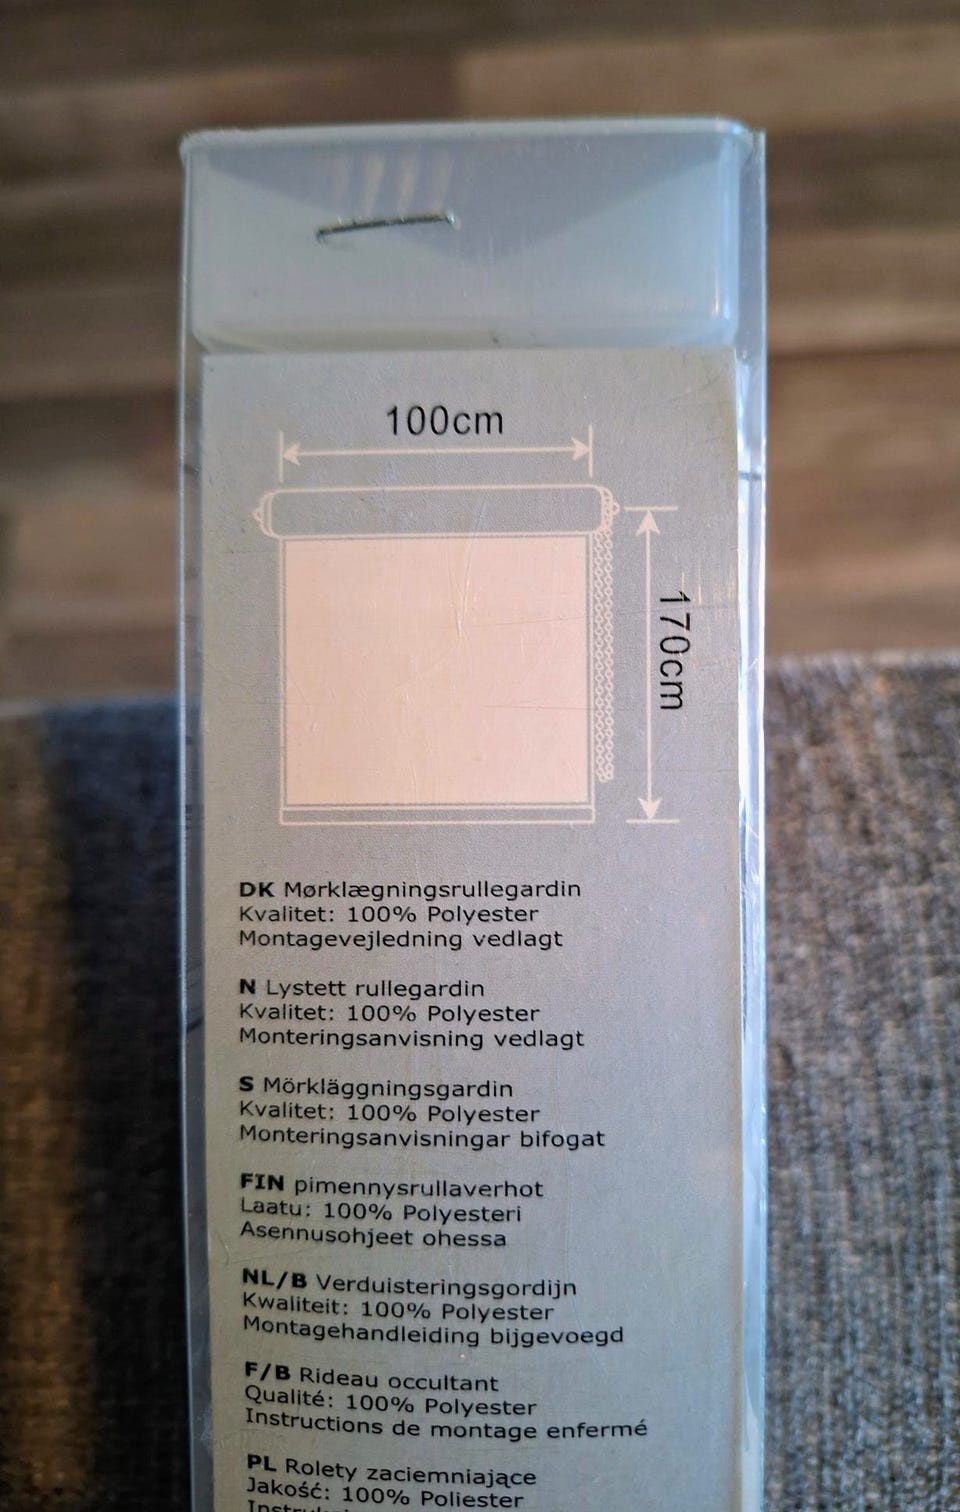 100cm
170cm
DK Mørklægningsrullegardin
Kvalitet: 100% Polyester
Montagevejledning vedlagt
N Lystett rullegardin
Kvalitet: 100% Polyester
Monteringsanvisning vedlagt
S Mörkläggningsgardin
Kvalitet: 100% Polyester
Monteringsanvisningar bifogat
FIN pimennysrullaverhot
Laatu: 100% Polyesteri
Asennusohjeet ohessa
NL/B Verduisteringsgordijn
Kwaliteit: 100% Polyester
Montagehandleiding bijgevoegd
F/B Rideau occultant
Qualité: 100% Polyester
Instructions de montage enfermé
PL Rolety zaciemniające
Jakość: 100% Poliester